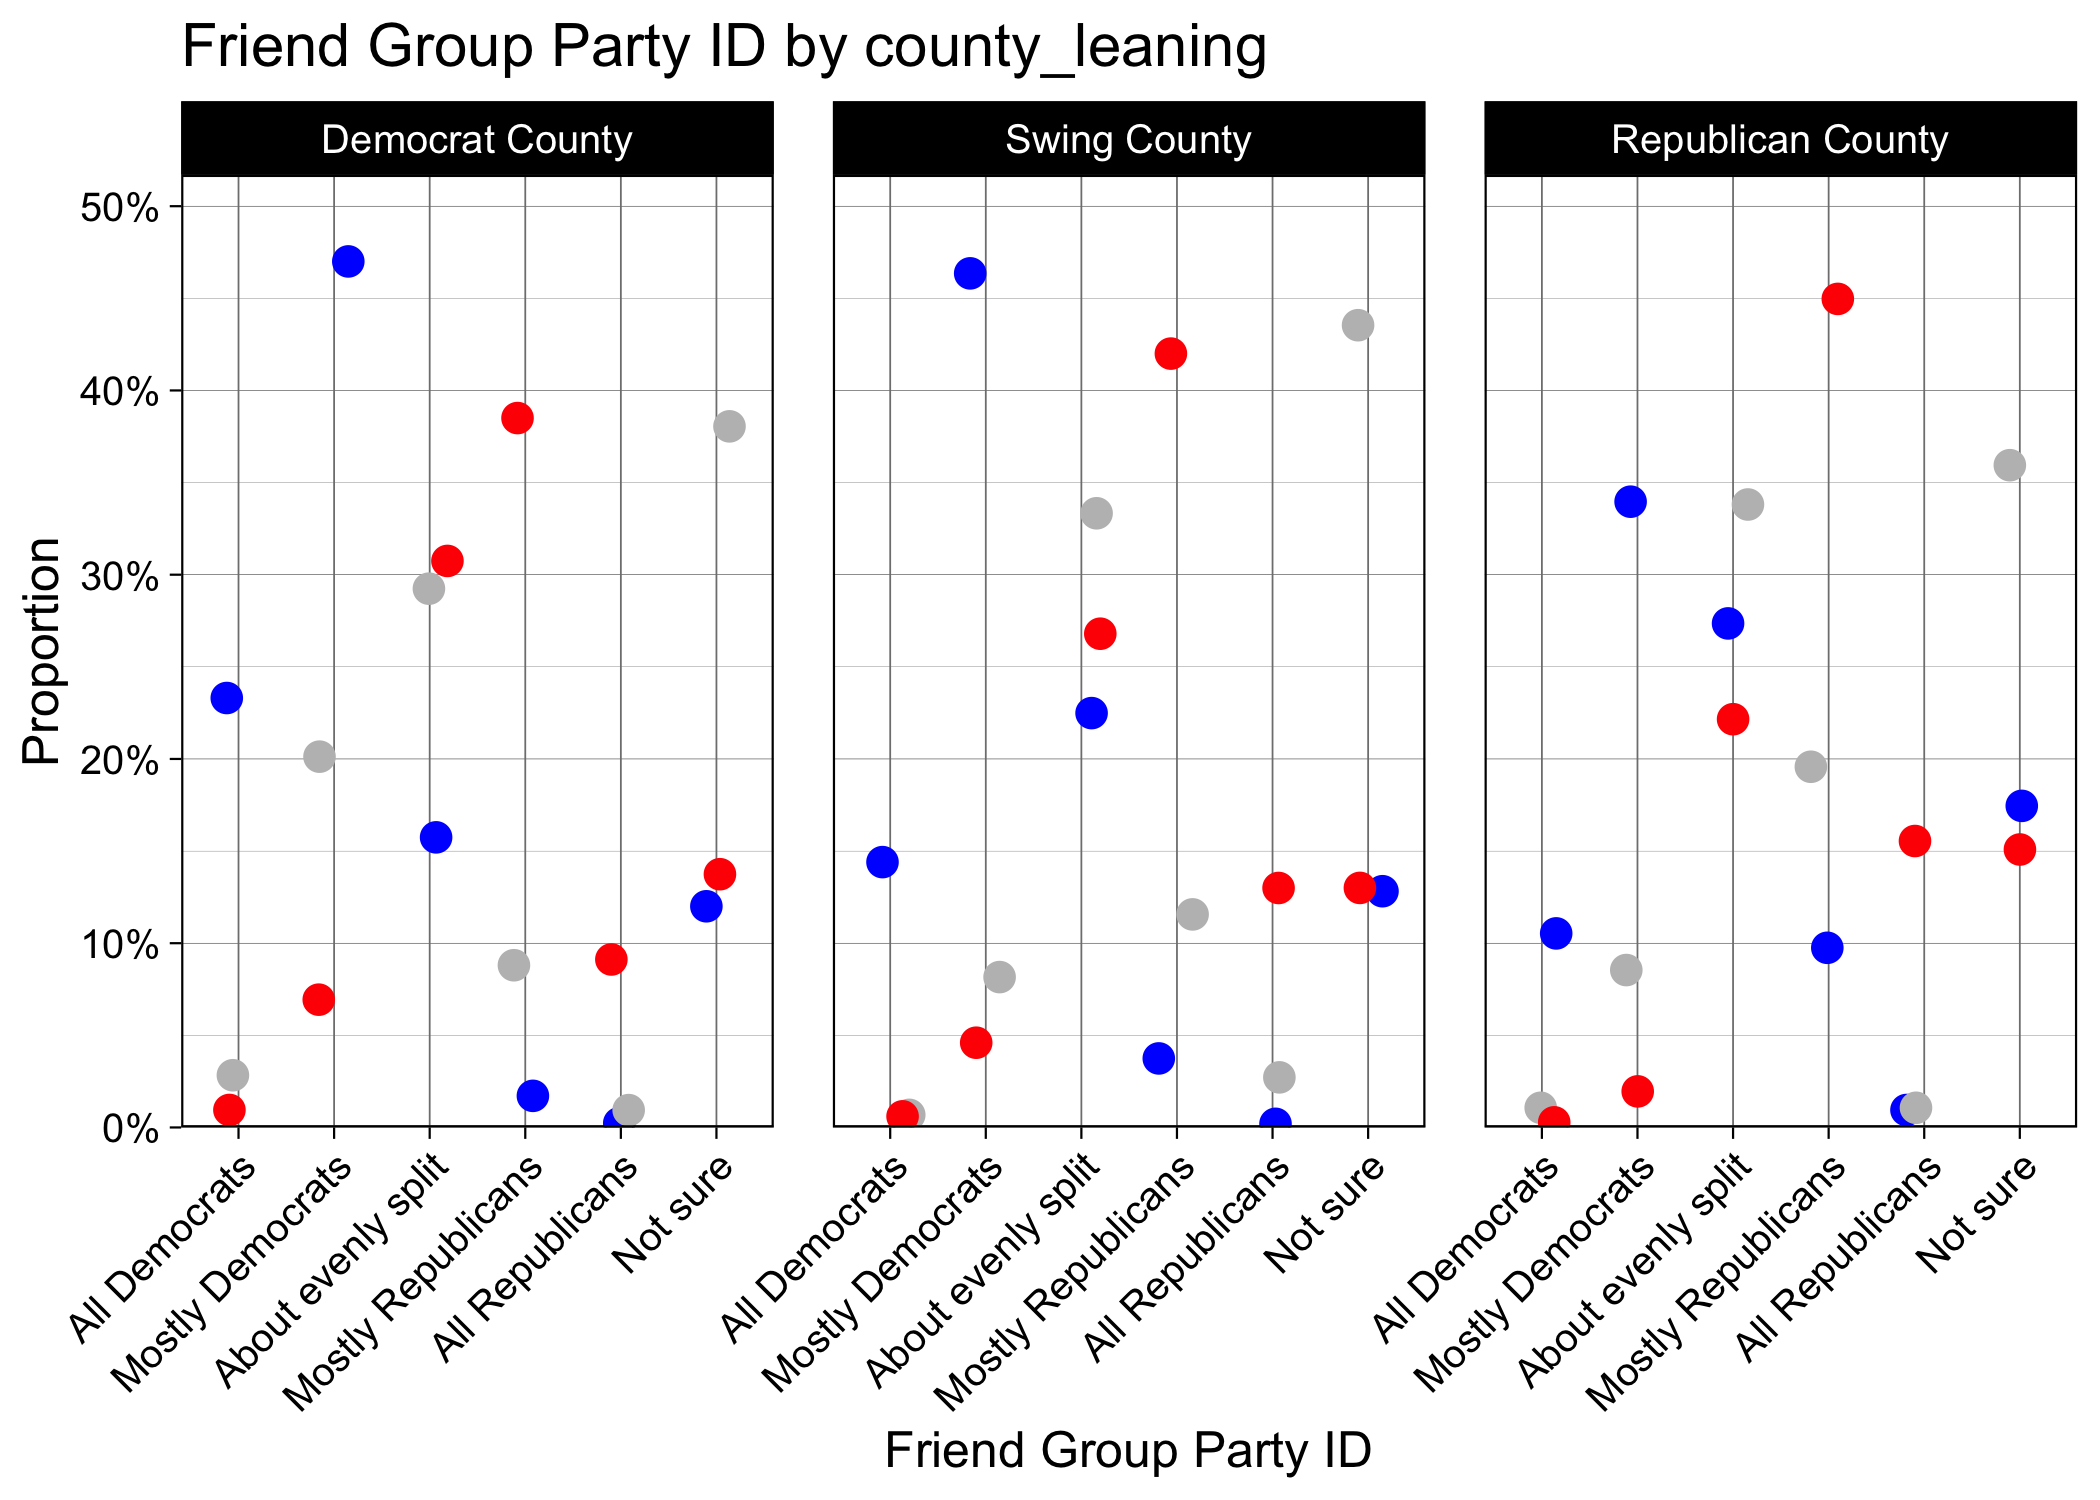 Friend Group Party ID by county_leaning
Democrat County
Swing County
Republican County
Proportion
50%
40%
30%
20%
10%
0%
All Democrats
Mostly Democrats
About evenly split
Mostly Republicans
All Republicans
Not sure
All Democrats
Mostly Democrats
About evenly split
Mostly Republicans
All Republicans
Not sure
All Democrats
Mostly Democrats
About evenly split
Mostly Republicans
All Republicans
Not sure
Friend Group Party ID